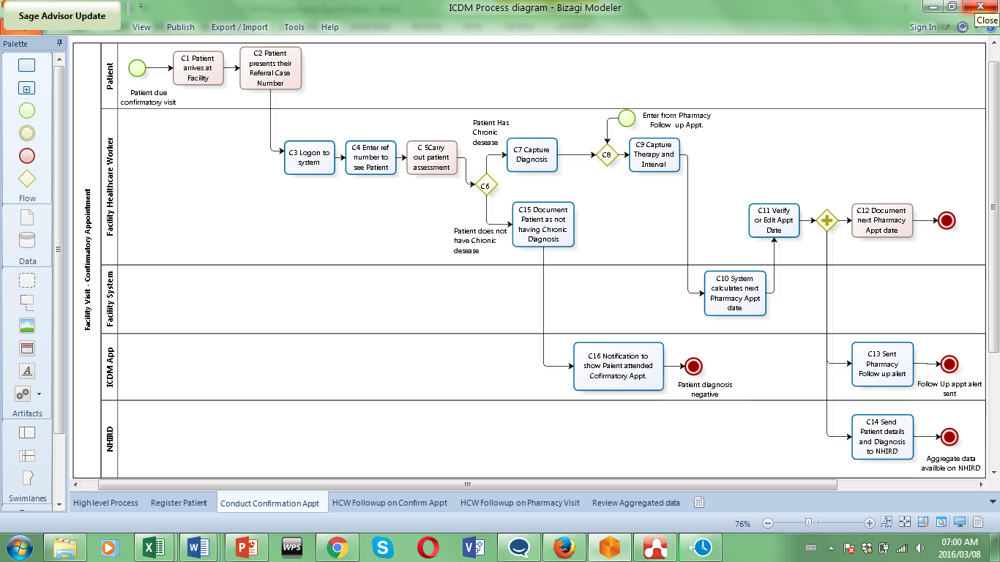 Sage Advisor Update
ICDM Process diagram - Bizagi Modeler
Close
View Publish Export / Import Tools Help
Sign In
Palette
Flow
Data
Artifacts
Swimlanes
Facility Visit - Confirmatory Appointment
Patient
Patient due
confirmatory visit
C1 Patient
arrives at
Facility
C2 Patient
presents their
Referral Case
Number
Facility Healthcare Worker
C3 Logon to
system
C4 Enter ref
number to
see Patient
C 5Carry
out patient
assessment
C6
Patient Has
Chronic
desease
C7 Capture
Diagnosis
C8
Enter from Pharmacy
Follow up Appt.
C9 Capture
Therapy and
Interval
Patient does not
have Chronic
desease
C15 Document
Patient as not
having Chronic
Diagnosis
C11 Verify
or Edit Appt
Date
C12 Document
next Pharmacy
Appt date
Facility System
C10 System
calculates next
Pharmacy Appt
date
ICDM App
C16 Notification to
show Paient attended
Cofirmatory Appt.
Patient diagnosis
negative
C13 Sent
Pharmacy
Follow up alert
Follow Up appt alert
sent
NHIRD
C14 Send
Patient details
and Diagnosis
to NHIRD
Aggregate data
availble on NHIRD
High level Process Register Patient Conduct Confirmation Appt HCW Followup on Confirm Appt HCW Followup on Pharmacy Visit Review Aggregated data
76%
WPS
07:00 AM
2016/03/08